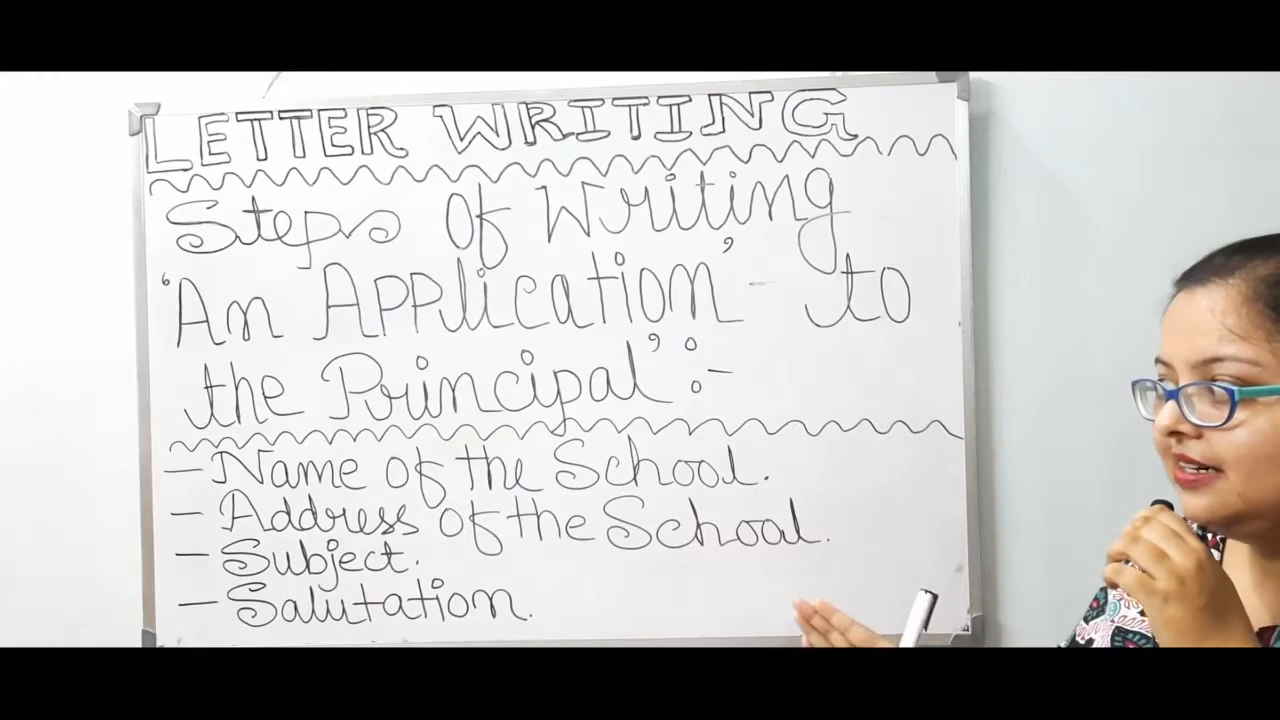 LETTER WRITING
Steps Of Writing
'An Application' - to
the Principal' :-
- Name of the School.
- Address of the School.
- Subject.
- Salutation.